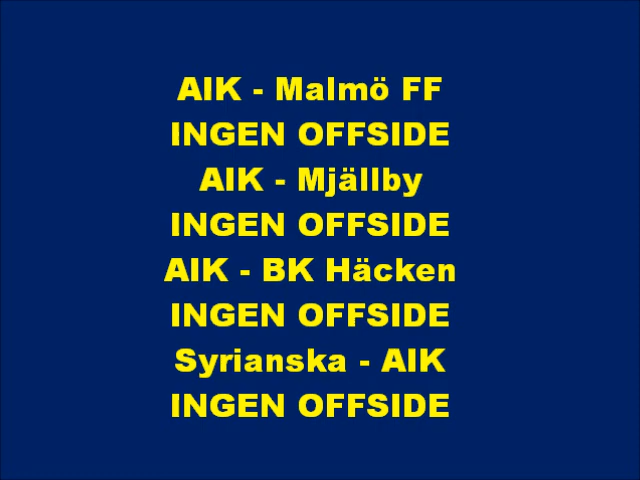 AIK - Malmö FF
INGEN OFFSIDE
AIK - Mjällby
INGEN OFFSIDE
AIK - BK Häcken
INGEN OFFSIDE
Syrianska - AIK
INGEN OFFSIDE